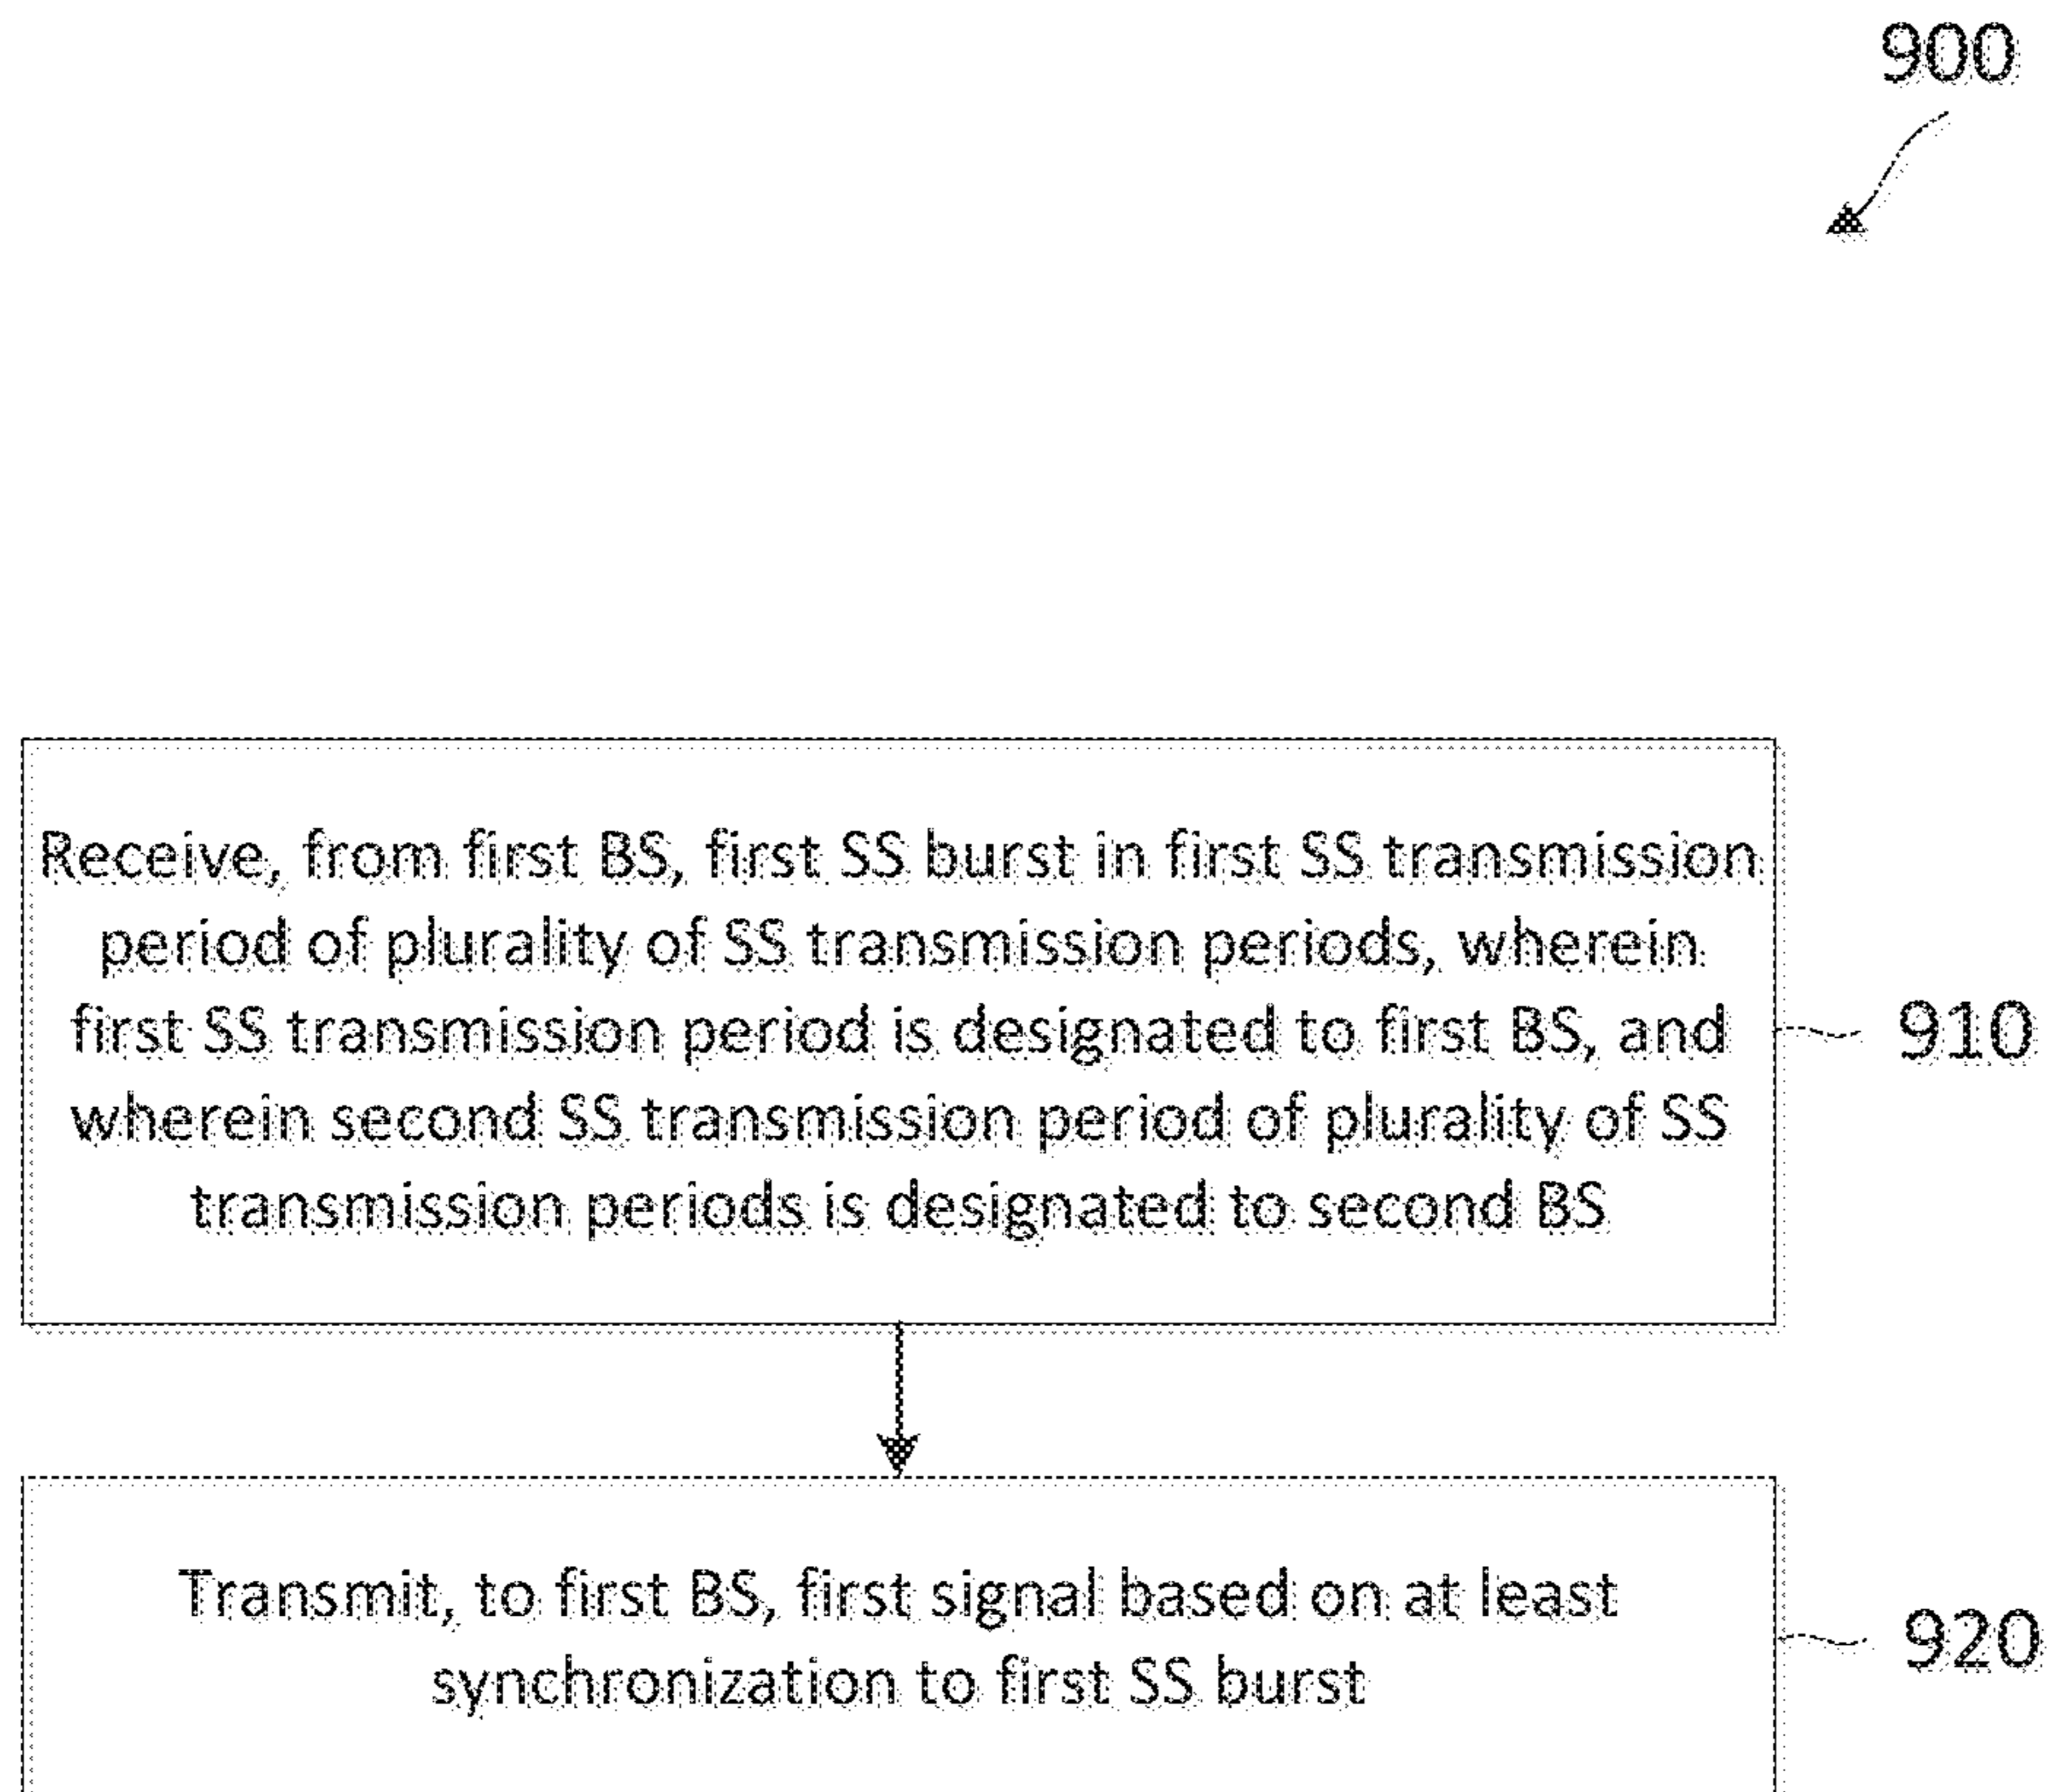 900
Receive, from first BS, first SS burst in first SS transmission
period of plurality of SS transmission periods, wherein
first SS transmission period is designated to first BS, and
wherein second SS transmission period of plurality of SS
transmission periods is designated to second BS
910
Transmit, to first BS, first signal based on at least
synchronization to first SS burst
920